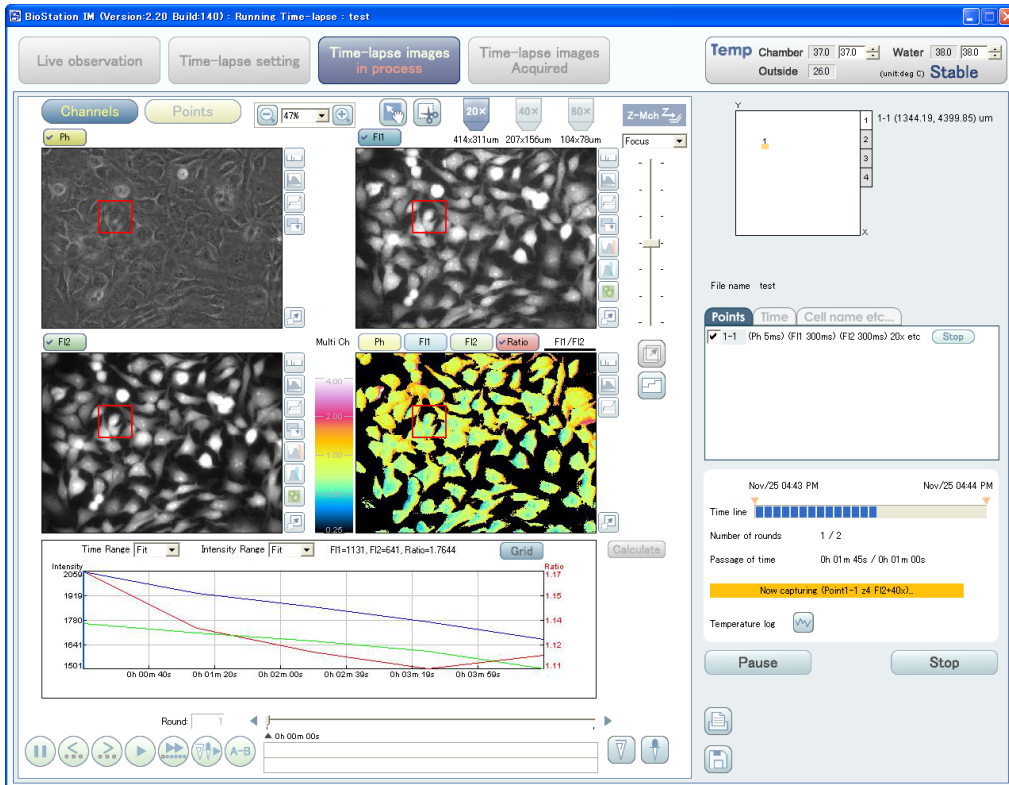 BioStation IM (Version:2.20 Build:140) : Running Time-lapse : test
Live observation
Time-lapse setting
Time-lapse images
in process
Time-lapse images
Acquired
Temp Chamber 37.0 37.0 Water 38.0 38.0
Outside 26.0 (unit:deg C) Stable
Channels
Points
47%
20×
40×
80×
414x311um 207x156um 104x78um
Z-Mch Z
Focus
Ph
Fl1
Y
1
2
3
4
X
1
1-1 (1344.19, 4399.85) um
File name test
Points
Time
Cell name etc...
1-1 (Ph 5ms) (Fl1 300ms) (Fl2 300ms) 20x etc Stop
Fl2
Multi Ch Ph Fl1 Fl2 Ratio Fl1/Fl2
4.00
2.00
1.00
0.25
Nov/25 04:43 PM Nov/25 04:44 PM
Time line
Number of rounds 1 / 2
Passage of time 0h 01m 45s / 0h 01m 00s
Now capturing (Point1-1 z4 Fl2+40x)...
Temperature log
Pause
Stop
Time Range Fit Intensity Range Fit Fl1=1131, Fl2=641, Ratio=1.7644 Grid Calculate
Intensity Ratio
2059 1.17
1919 1.15
1780 1.14
1641 1.12
1501 1.11
0h 00m 40s 0h 01m 20s 0h 02m 00s 0h 02m 39s 0h 03m 19s 0h 03m 59s
Round: 1
0h 00m 00s
A-B